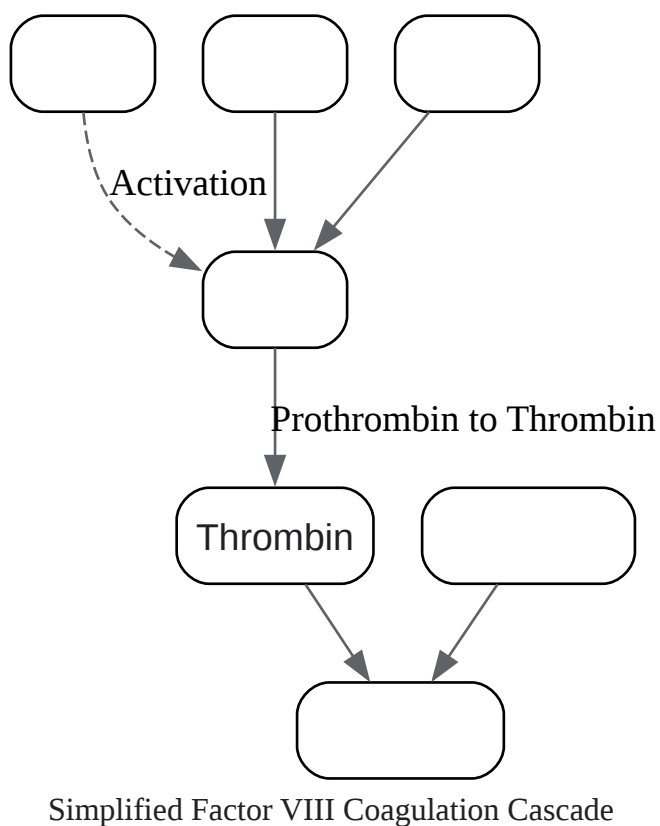 Activation
Prothrombin to Thrombin
Thrombin
Simplified Factor VIII Coagulation Cascade